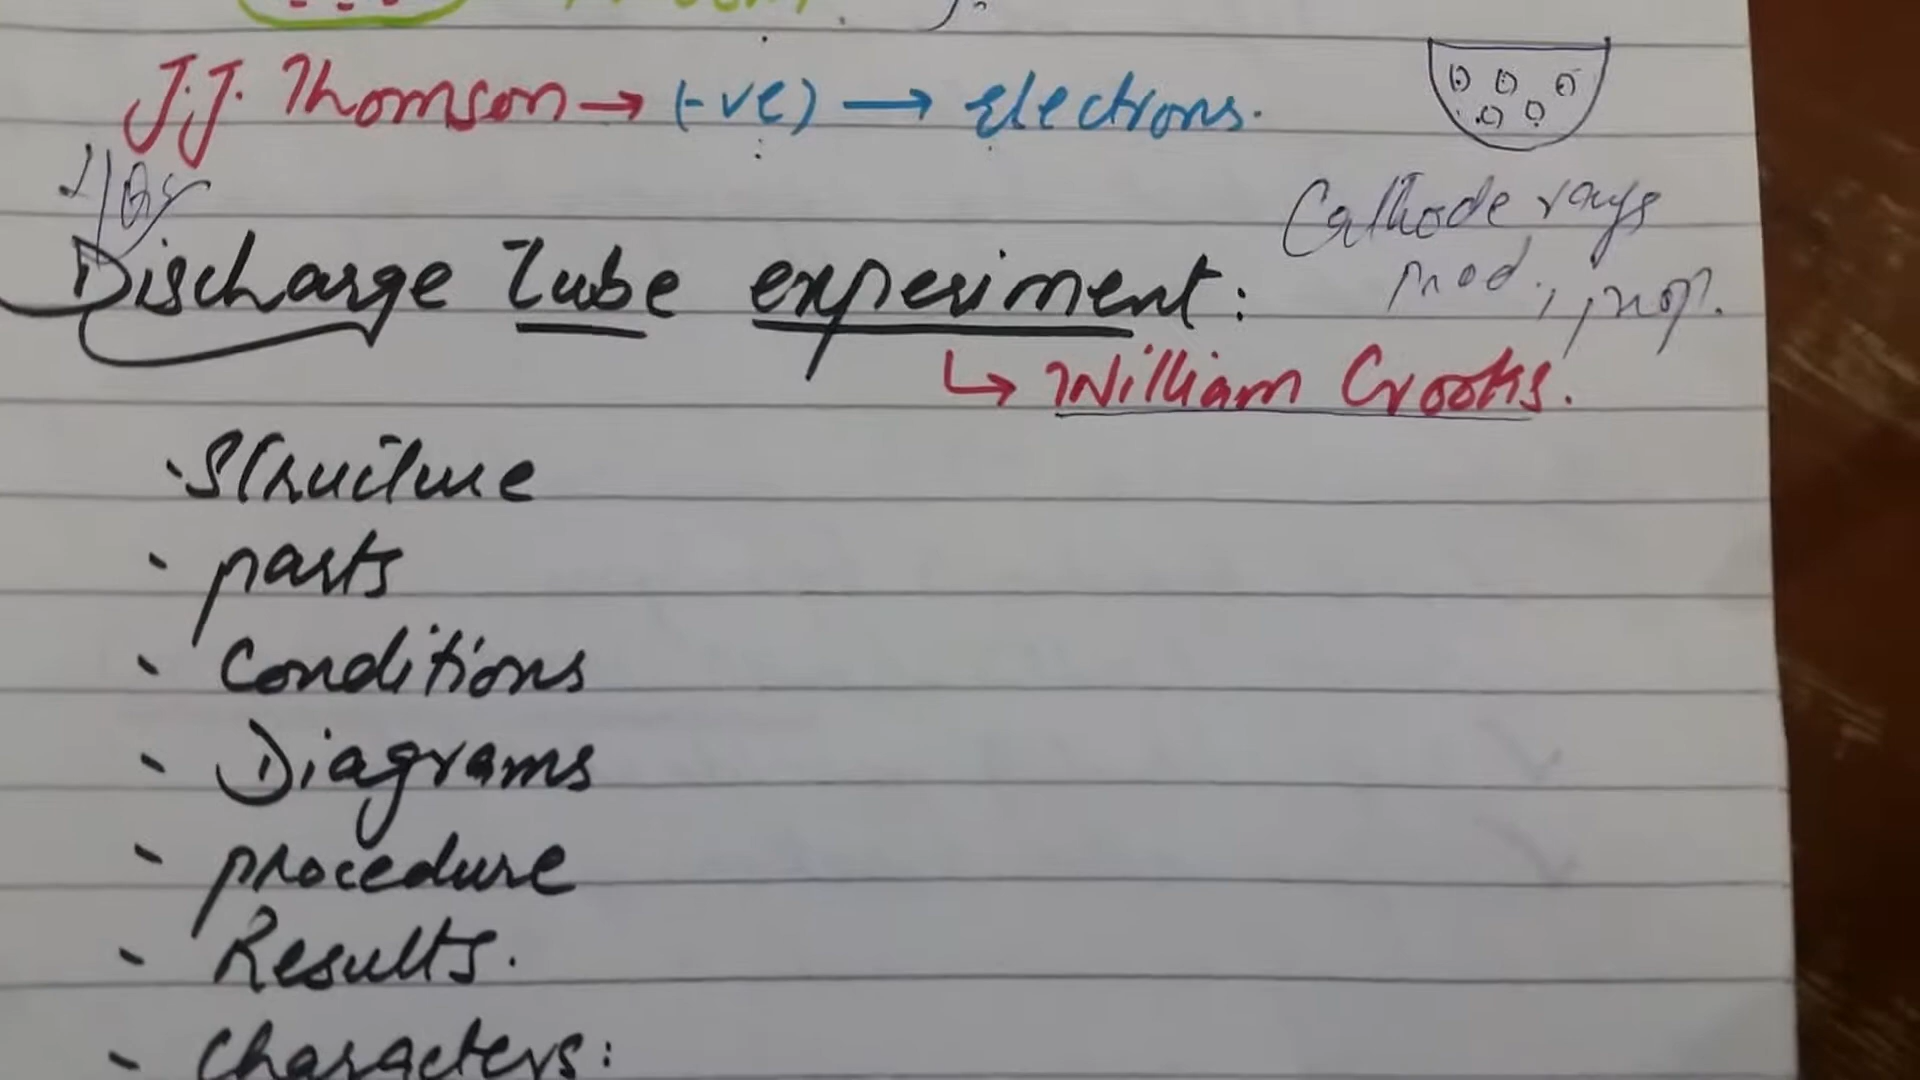 J.J. Thomson → (-ve) → Electrons.
Cathode rays
prod., prop.
Discharge Tube experiment:
↳ William Crooks.
· Structure
· parts
· Conditions
· Diagrams
· procedure
· Results.
· Characters: